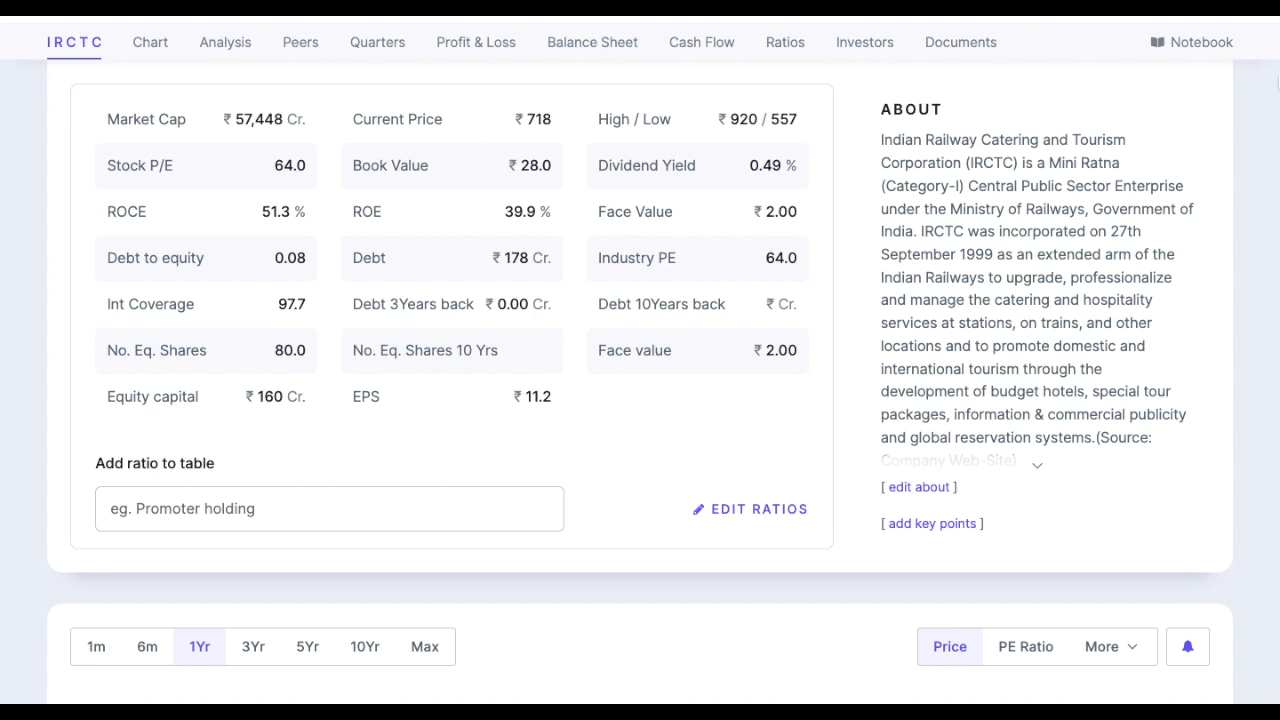 IRCTC Chart Analysis Peers Quarters Profit & Loss Balance Sheet Cash Flow Ratios Investors Documents Notebook
Market Cap ₹ 57,448 Cr. Current Price ₹ 718 High / Low ₹ 920 / 557
Stock P/E 64.0 Book Value ₹ 28.0 Dividend Yield 0.49 %
ROCE 51.3 % ROE 39.9 % Face Value ₹ 2.00
Debt to equity 0.08 Debt ₹ 178 Cr. Industry PE 64.0
Int Coverage 97.7 Debt 3Years back ₹ 0.00 Cr. Debt 10Years back ₹ Cr.
No. Eq. Shares 80.0 No. Eq. Shares 10 Yrs Face value ₹ 2.00
Equity capital ₹ 160 Cr. EPS ₹ 11.2
Add ratio to table
eg. Promoter holding EDIT RATIOS
ABOUT
Indian Railway Catering and Tourism
Corporation (IRCTC) is a Mini Ratna
(Category-I) Central Public Sector Enterprise
under the Ministry of Railways, Government of
India. IRCTC was incorporated on 27th
September 1999 as an extended arm of the
Indian Railways to upgrade, professionalize
and manage the catering and hospitality
services at stations, on trains, and other
locations and to promote domestic and
international tourism through the
development of budget hotels, special tour
packages, information & commercial publicity
and global reservation systems.(Source:
Company Web-Site)
[ edit about ]
[ add key points ]
1m 6m 1Yr 3Yr 5Yr 10Yr Max Price PE Ratio More